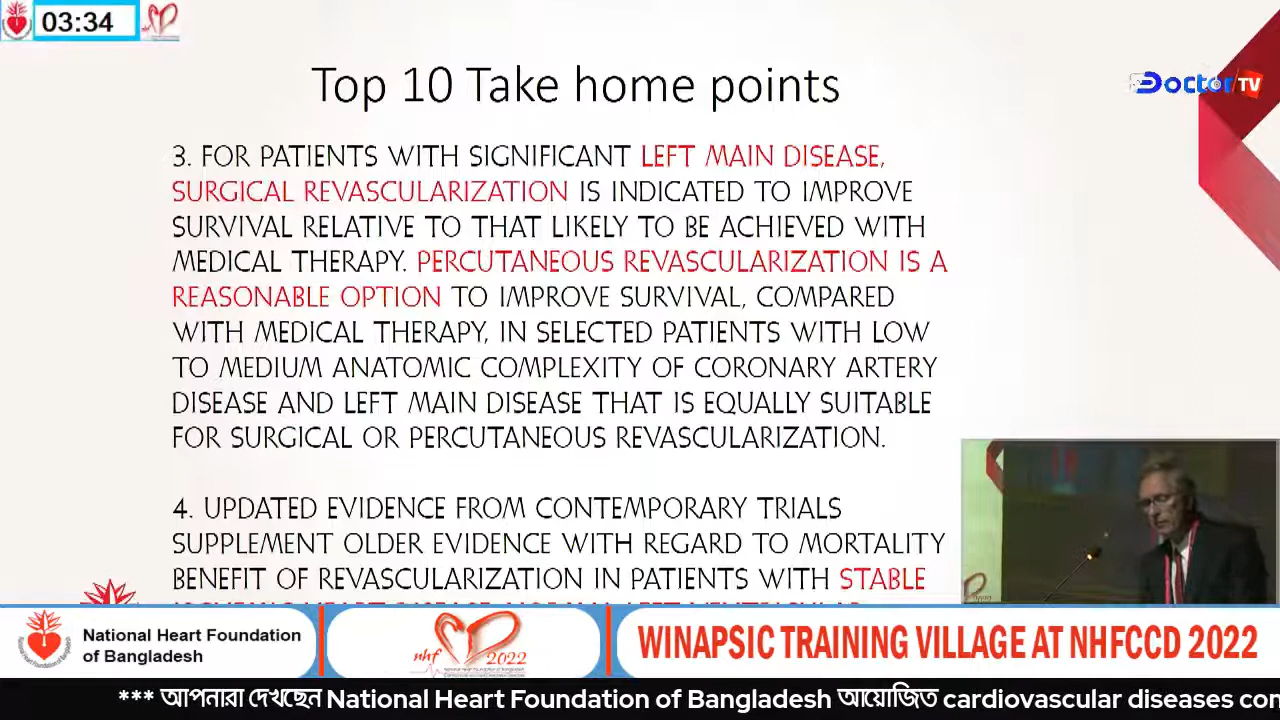 03:34
Top 10 Take home points
Doctor TV
3. FOR PATIENTS WITH SIGNIFICANT LEFT MAIN DISEASE,
SURGICAL REVASCULARIZATION IS INDICATED TO IMPROVE
SURVIVAL RELATIVE TO THAT LIKELY TO BE ACHIEVED WITH
MEDICAL THERAPY. PERCUTANEOUS REVASCULARIZATION IS A
REASONABLE OPTION TO IMPROVE SURVIVAL, COMPARED
WITH MEDICAL THERAPY, IN SELECTED PATIENTS WITH LOW
TO MEDIUM ANATOMIC COMPLEXITY OF CORONARY ARTERY
DISEASE AND LEFT MAIN DISEASE THAT IS EQUALLY SUITABLE
FOR SURGICAL OR PERCUTANEOUS REVASCULARIZATION.
4. UPDATED EVIDENCE FROM CONTEMPORARY TRIALS
SUPPLEMENT OLDER EVIDENCE WITH REGARD TO MORTALITY
BENEFIT OF REVASCULARIZATION IN PATIENTS WITH STABLE
National Heart Foundation
of Bangladesh
nhf 2022
WINAPSIC TRAINING VILLAGE AT NHFCCD 2022
*** আপনারা দেখছেন National Heart Foundation of Bangladesh আয়োজিত cardiovascular diseases con